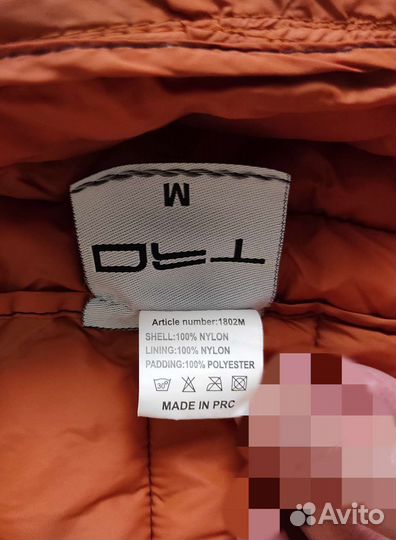 M
Article number:1802M
SHELL:100% NYLON
LINING:100% NYLON
PADDING:100% POLYESTER
30°
MADE IN PRC
Avito